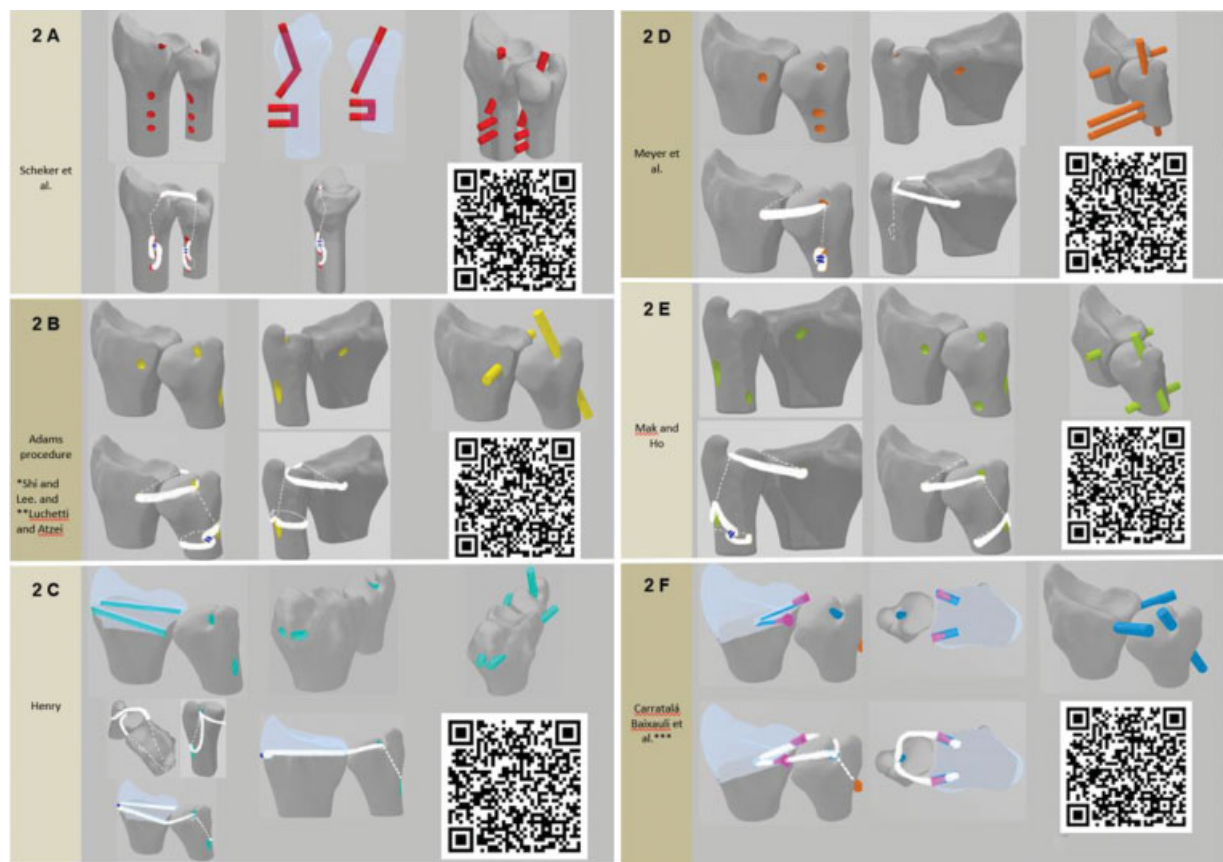 2 A
Scheker
et al.
2 B
Adams
procedure
*Shi and
Lee. and
**Luchetti
and Atzei
2 C
Henry
2 D
Meyer et
al.
2 E
Mak and
Ho
2 F
Carratalá
Baixauli et
al.***